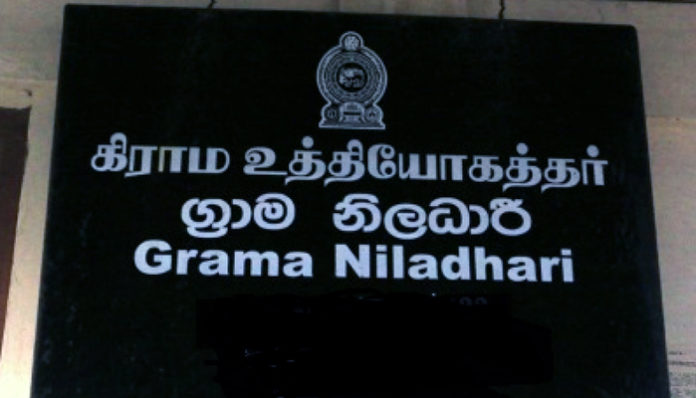 கிராம உத்தியோகத்தர்
ග්‍රාම නිලධාරී
Grama Niladhari